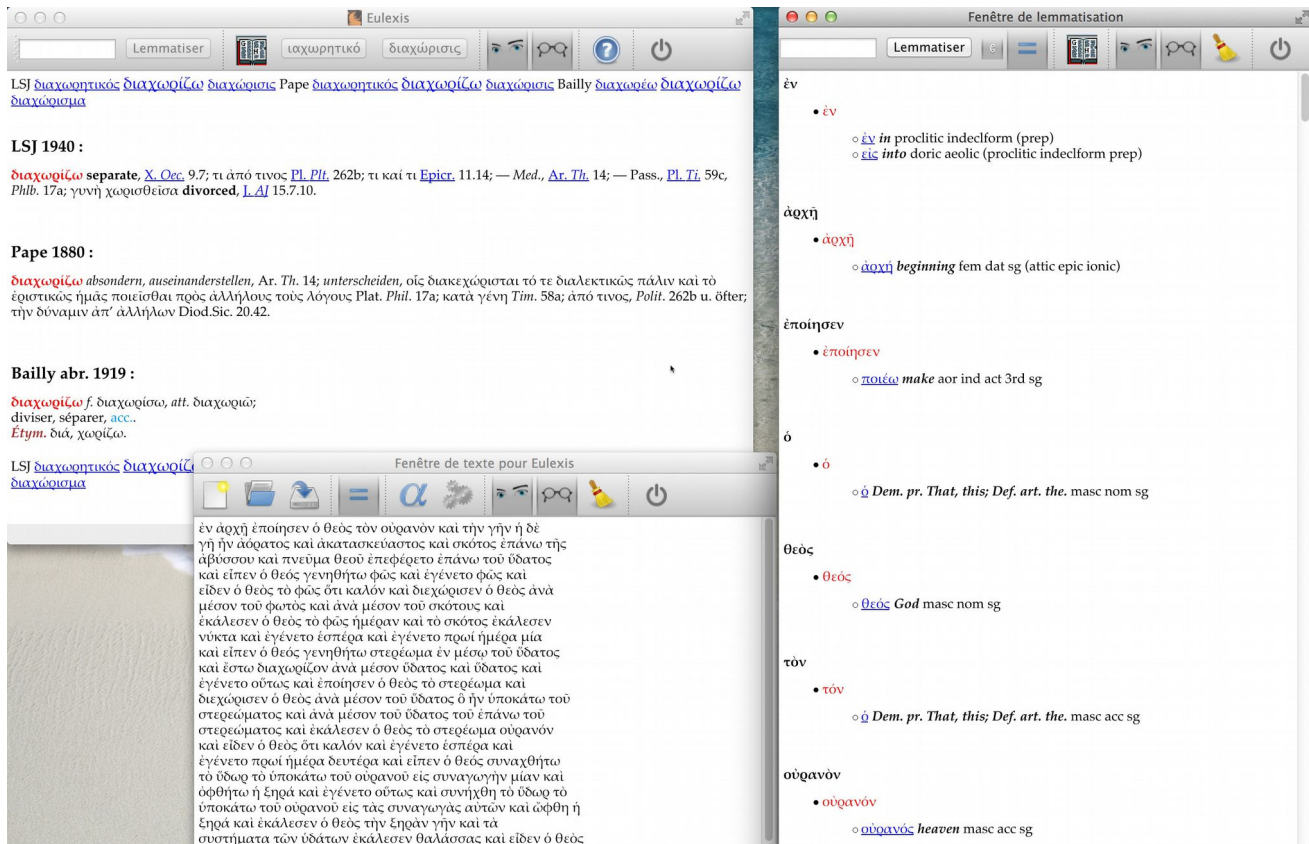 Eulexis
Lemmatiser
ιαχωρητικό
διαχώρισις
LSJ διαχωρητικός διαχωρίζω διαχώρισις Pape διαχωρητικός διαχωρίζω διαχώρισις Bailly διαχωρέω διαχωρίζω
διαχώρισμα
LSJ 1940 :
διαχωρίζω separate, X. Oec. 9.7; τι ἀπό τινος Pl. Plt. 262b; τι καί τι Epicr. 11.14; — Med., Ar. Th. 14; — Pass., Pl. Ti. 59c,
Phlb. 17a; γυνὴ χωρισθεῖσα divorced, J. AJ 15.7.10.
Pape 1880 :
διαχωρίζω absondern, auseinanderstellen, Ar. Th. 14; unterscheiden, οἷς διακεχώρισται τό τε διαλεκτικῶς πάλιν καὶ τὸ
ἐριστικῶς ἡμᾶς ποιεῖσθαι πρὸς ἀλλήλους τοὺς λόγους Plat. Phil. 17a; κατὰ γένη Tim. 58a; ἀπό τινος, Polit. 262b u. öfter;
τὴν δύναμιν ἀπ’ ἀλλήλων Diod.Sic. 20.42.
Bailly abr. 1919 :
διαχωρίζω f. διαχωρίσω, att. διαχωριῶ;
diviser, séparer, acc..
Étym. διά, χωρίζω.
LSJ διαχωρητικός διαχωρίζ
διαχώρισμα
Fenêtre de texte pour Eulexis
ἐν ἀρχῇ ἐποίησεν ὁ θεὸς τὸν οὐρανὸν καὶ τὴν γῆν ἡ δὲ
γῆ ἦν ἀόρατος καὶ ἀκατασκεύαστος καὶ σκότος ἐπάνω τῆς
ἀβύσσου καὶ πνεῦμα θεοῦ ἐπεφέρετο ἐπάνω τοῦ ὕδατος
καὶ εἶπεν ὁ θεός γενηθήτω φῶς καὶ ἐγένετο φῶς καὶ
εἶδεν ὁ θεὸς τὸ φῶς ὅτι καλόν καὶ διεχώρισεν ὁ θεὸς ἀνὰ
μέσον τοῦ φωτὸς καὶ ἀνὰ μέσον τοῦ σκότους καὶ
ἐκάλεσεν ὁ θεὸς τὸ φῶς ἡμέραν καὶ τὸ σκότος ἐκάλεσεν
νύκτα καὶ ἐγένετο ἑσπέρα καὶ ἐγένετο πρωί ἡμέρα μία
καὶ εἶπεν ὁ θεός γενηθήτω στερέωμα ἐν μέσῳ τοῦ ὕδατος
καὶ ἔστω διαχωρίζον ἀνὰ μέσον ὕδατος καὶ ὕδατος καὶ
ἐγένετο οὕτως καὶ ἐποίησεν ὁ θεὸς τὸ στερέωμα καὶ
διεχώρισεν ὁ θεὸς ἀνὰ μέσον τοῦ ὕδατος ὃ ἦν ὑποκάτω τοῦ
στερεώματος καὶ ἀνὰ μέσον τοῦ ὕδατος τοῦ ἐπάνω τοῦ
στερεώματος καὶ ἐκάλεσεν ὁ θεὸς τὸ στερέωμα οὐρανόν
καὶ εἶδεν ὁ θεὸς ὅτι καλόν καὶ ἐγένετο ἑσπέρα καὶ
ἐγένετο πρωί ἡμέρα δευτέρα καὶ εἶπεν ὁ θεός συναχθήτω
τὸ ὕδωρ τὸ ὑποκάτω τοῦ οὐρανοῦ εἰς συναγωγὴν μίαν καὶ
ὀφθήτω ἡ ξηρά καὶ ἐγένετο οὕτως καὶ συνήχθη τὸ ὕδωρ τὸ
ὑποκάτω τοῦ οὐρανοῦ εἰς τὰς συναγωγὰς αὐτῶν καὶ ὤφθη ἡ
ξηρά καὶ ἐκάλεσεν ὁ θεὸς τὴν ξηρὰν γῆν καὶ τὰ
συστήματα τῶν ὑδάτων ἐκάλεσεν θαλάσσας καὶ εἶδεν ὁ θεὸς
Fenêtre de lemmatisation
Lemmatiser
ἐν
• ἐν
◦ ἐν in proclitic indeclform (prep)
◦ εἰς into doric aeolic (proclitic indeclform prep)
ἀρχῇ
• ἀρχῇ
◦ ἀρχή beginning fem dat sg (attic epic ionic)
ἐποίησεν
• ἐποίησεν
◦ ποιέω make aor ind act 3rd sg
ὁ
• ὁ
◦ ὁ Dem. pr. That, this; Def. art. the. masc nom sg
θεὸς
• θεός
◦ θεός God masc nom sg
τὸν
• τόν
◦ ὁ Dem. pr. That, this; Def. art. the. masc acc sg
οὐρανὸν
• οὐρανόν
◦ οὐρανός heaven masc acc sg